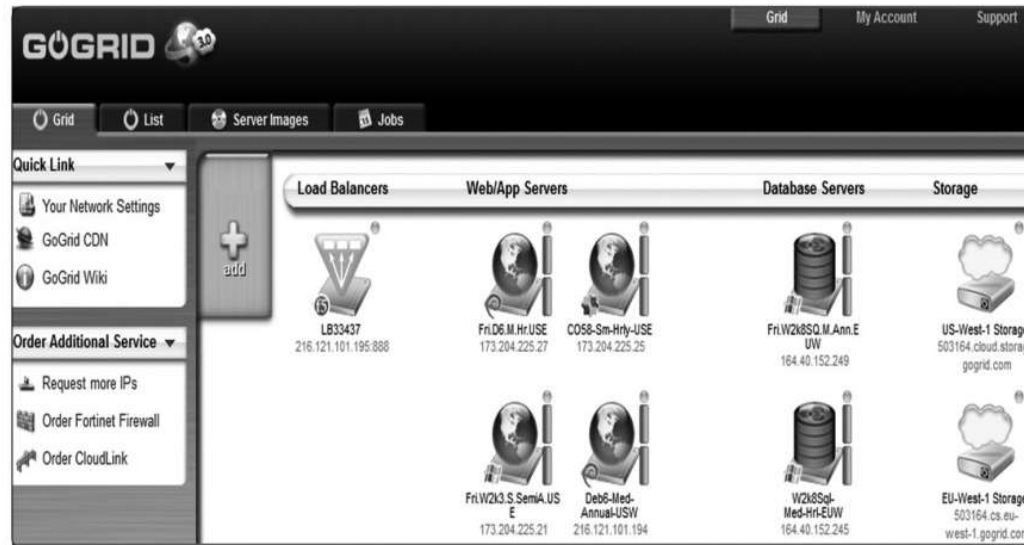 Grid My Account Support
GOGRID 3.0
Grid List Server Images Jobs
Quick Link
Your Network Settings
GoGrid CDN
GoGrid Wiki
Order Additional Service
Request more IPs
Order Fortinet Firewall
Order CloudLink
add
Load Balancers Web/App Servers Database Servers Storage
LB33437
216.121.101.195:888
Fri.D6.M.Hr.USE
173.204.225.27
CO58-Sm-Hrly-USE
173.204.225.25
Fri.W2k8SQ.M.Ann.E
UW
164.40.152.249
US-West-1 Storage
503164.cloud.storag
gogrid.com
Fri.W2k3.S.SemiA.US
E
173.204.225.21
Deb6-Med-
Annual-USW
216.121.101.194
W2k8Sql-
Med-Hrl-EUW
164.40.152.245
EU-West-1 Storage
503164.cs.eu-
west-1.gogrid.com